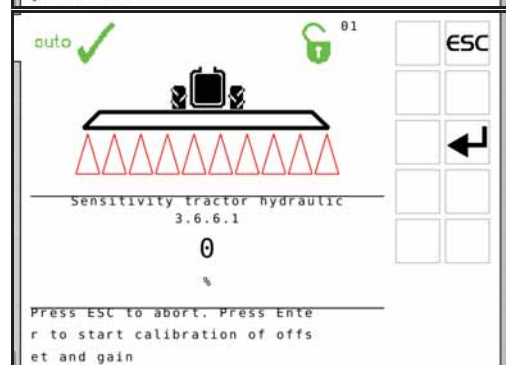 auto
01
ESC
Sensitivity tractor hydraulic
3.6.6.1
0
%
Press ESC to abort. Press Ente
r to start calibration of offs
et and gain